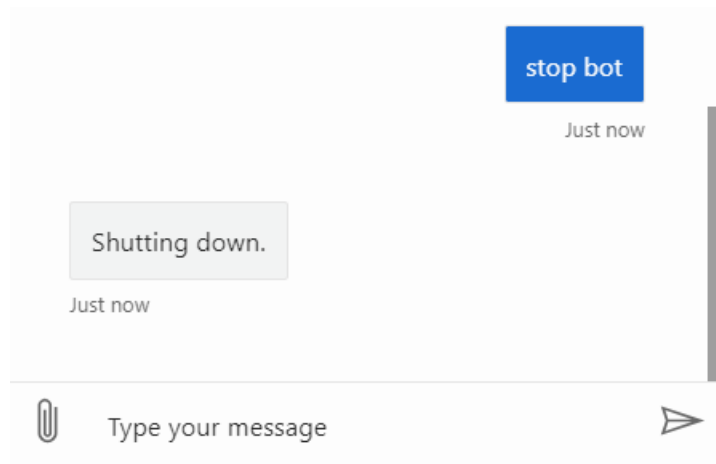 stop bot
Just now
Shutting down.
Just now
Type your message